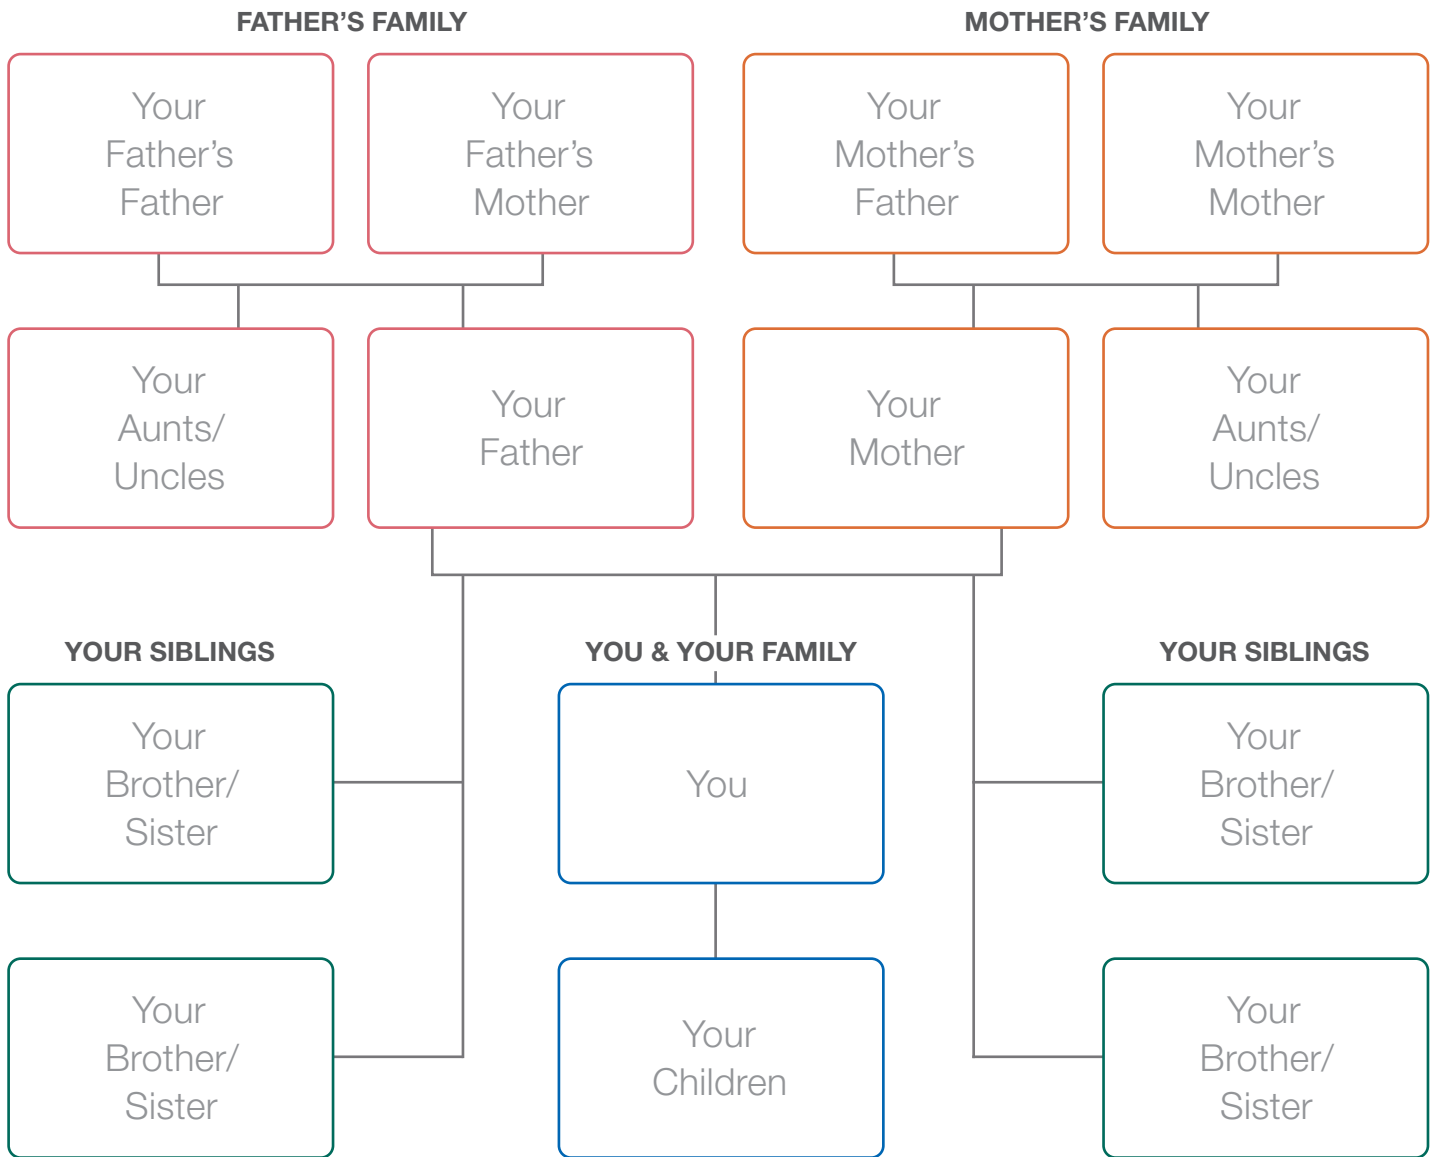 FATHER’S FAMILY
MOTHER’S FAMILY
Your
Father’s
Father
Your
Father’s
Mother
Your
Mother’s
Father
Your
Mother’s
Mother
Your
Aunts/
Uncles
Your
Father
Your
Mother
Your
Aunts/
Uncles
YOUR SIBLINGS
YOU & YOUR FAMILY
YOUR SIBLINGS
Your
Brother/
Sister
You
Your
Brother/
Sister
Your
Brother/
Sister
Your
Children
Your
Brother/
Sister